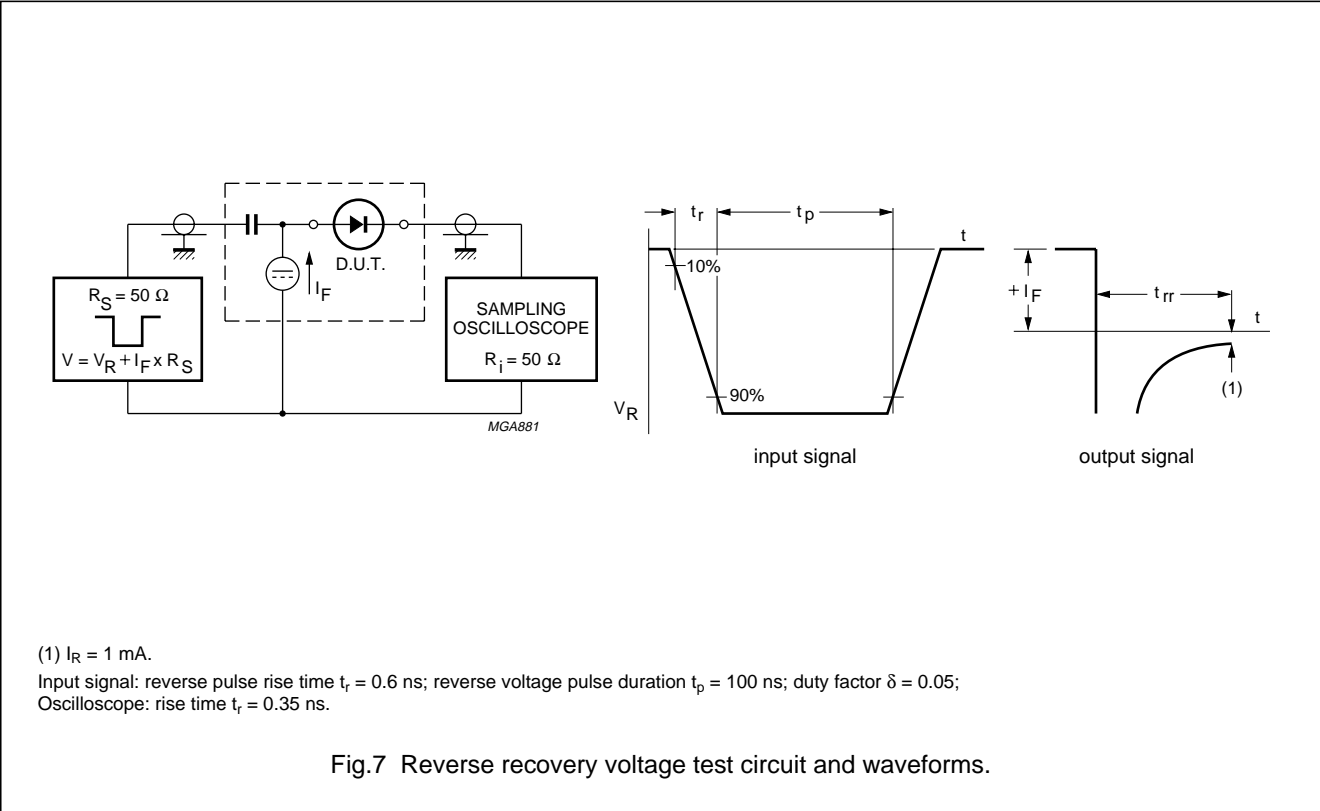 R_S = 50 Ω
V = V_R + I_F x R_S
I_F
D.U.T.
SAMPLING
OSCILLOSCOPE
R_i = 50 Ω
MGA881
t_r
t_p
t
10%
90%
V_R
input signal
+ I_F
t_rr
t
(1)
output signal
(1) I_R = 1 mA.
Input signal: reverse pulse rise time t_r = 0.6 ns; reverse voltage pulse duration t_p = 100 ns; duty factor δ = 0.05;
Oscilloscope: rise time t_r = 0.35 ns.
Fig.7 Reverse recovery voltage test circuit and waveforms.